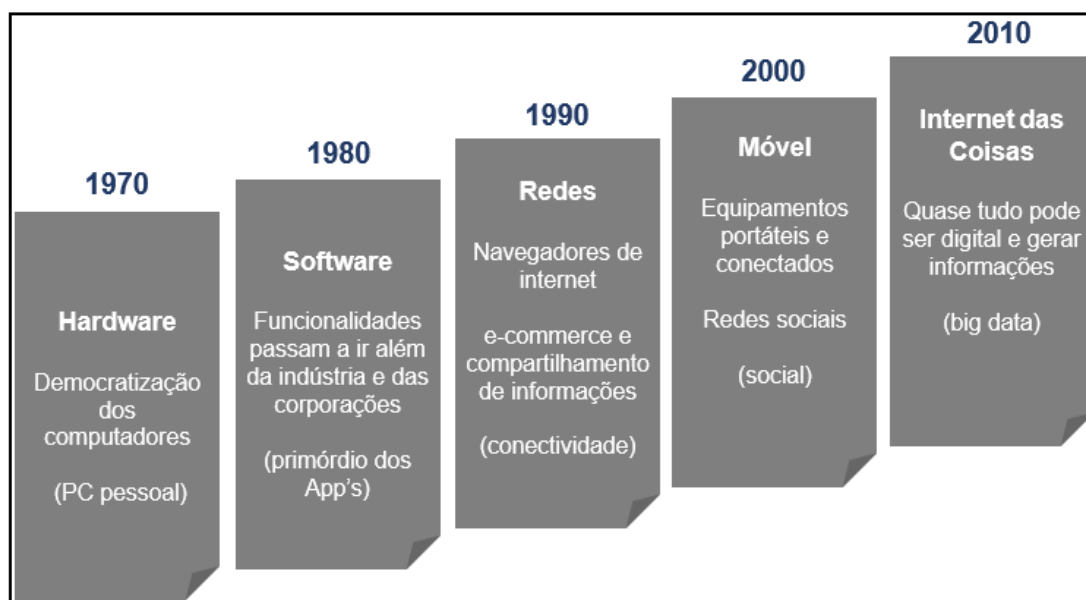 1970
Hardware
Democratização
dos
computadores
(PC pessoal)
1980
Software
Funcionalidades
passam a ir além
da indústria e das
corporações
(primórdio dos
App's)
1990
Redes
Navegadores de
internet
e-commerce e
compartilhamento
de informações
(conectividade)
2000
Móvel
Equipamentos
portáteis e
conectados
Redes sociais
(social)
2010
Internet das
Coisas
Quase tudo pode
ser digital e gerar
informações
(big data)